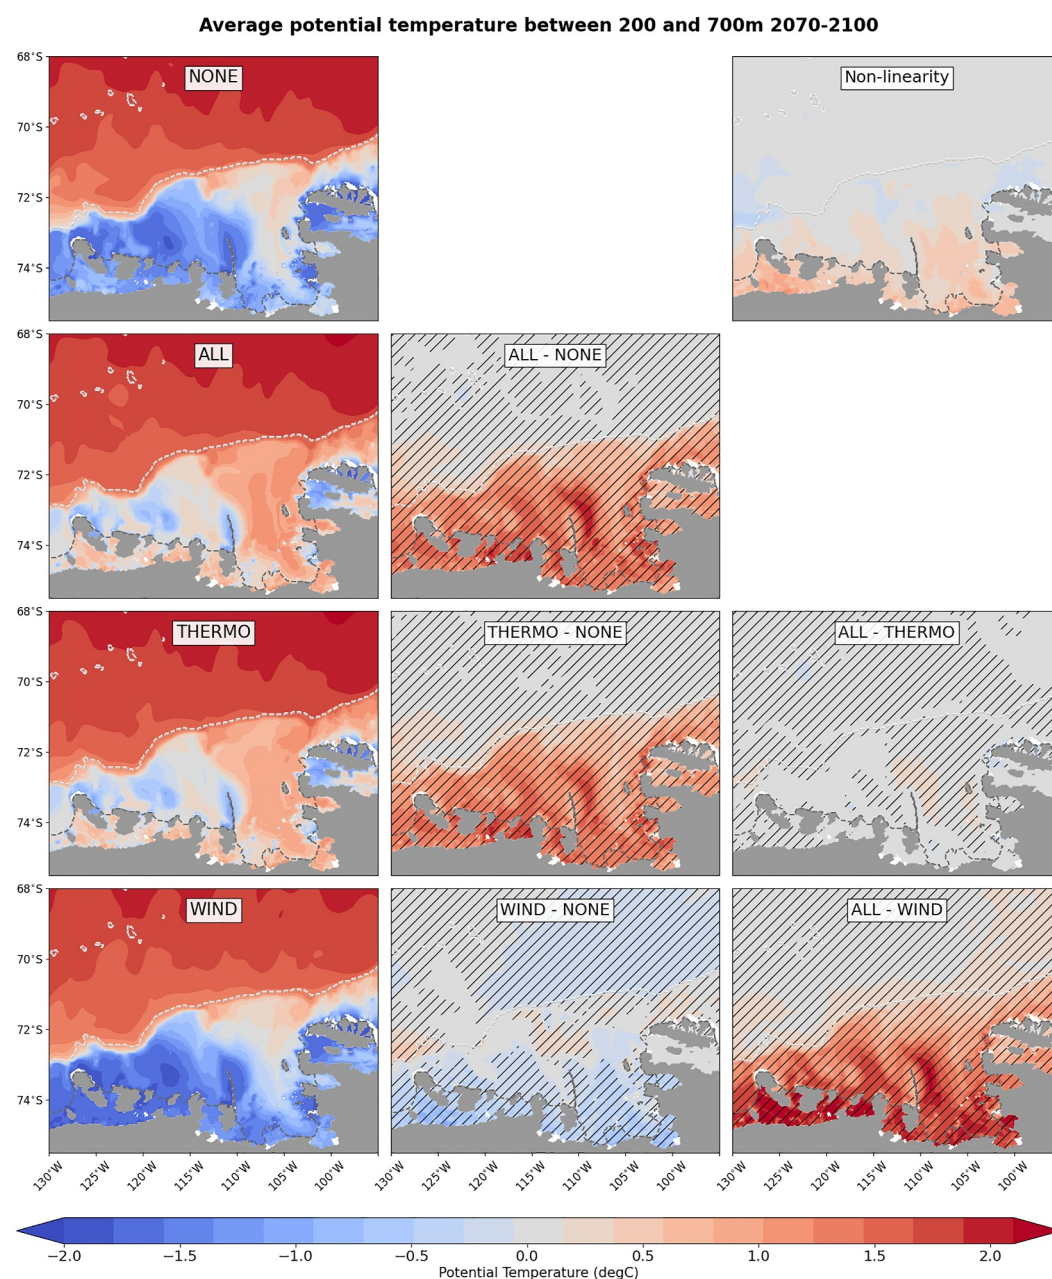 Average potential temperature between 200 and 700m 2070-2100
68°S
NONE
Non-linearity
70°S
72°S
74°S
68°S
ALL
ALL - NONE
70°S
72°S
74°S
68°S
THERMO
THERMO - NONE
ALL - THERMO
70°S
72°S
74°S
68°S
WIND
WIND - NONE
ALL - WIND
70°S
72°S
74°S
130°W 125°W 120°W 115°W 110°W 105°W 100°W 130°W 125°W 120°W 115°W 110°W 105°W 100°W 130°W 125°W 120°W 115°W 110°W 105°W 100°W
−2.0 −1.5 −1.0 −0.5 0.0 0.5 1.0 1.5 2.0
Potential Temperature (degC)